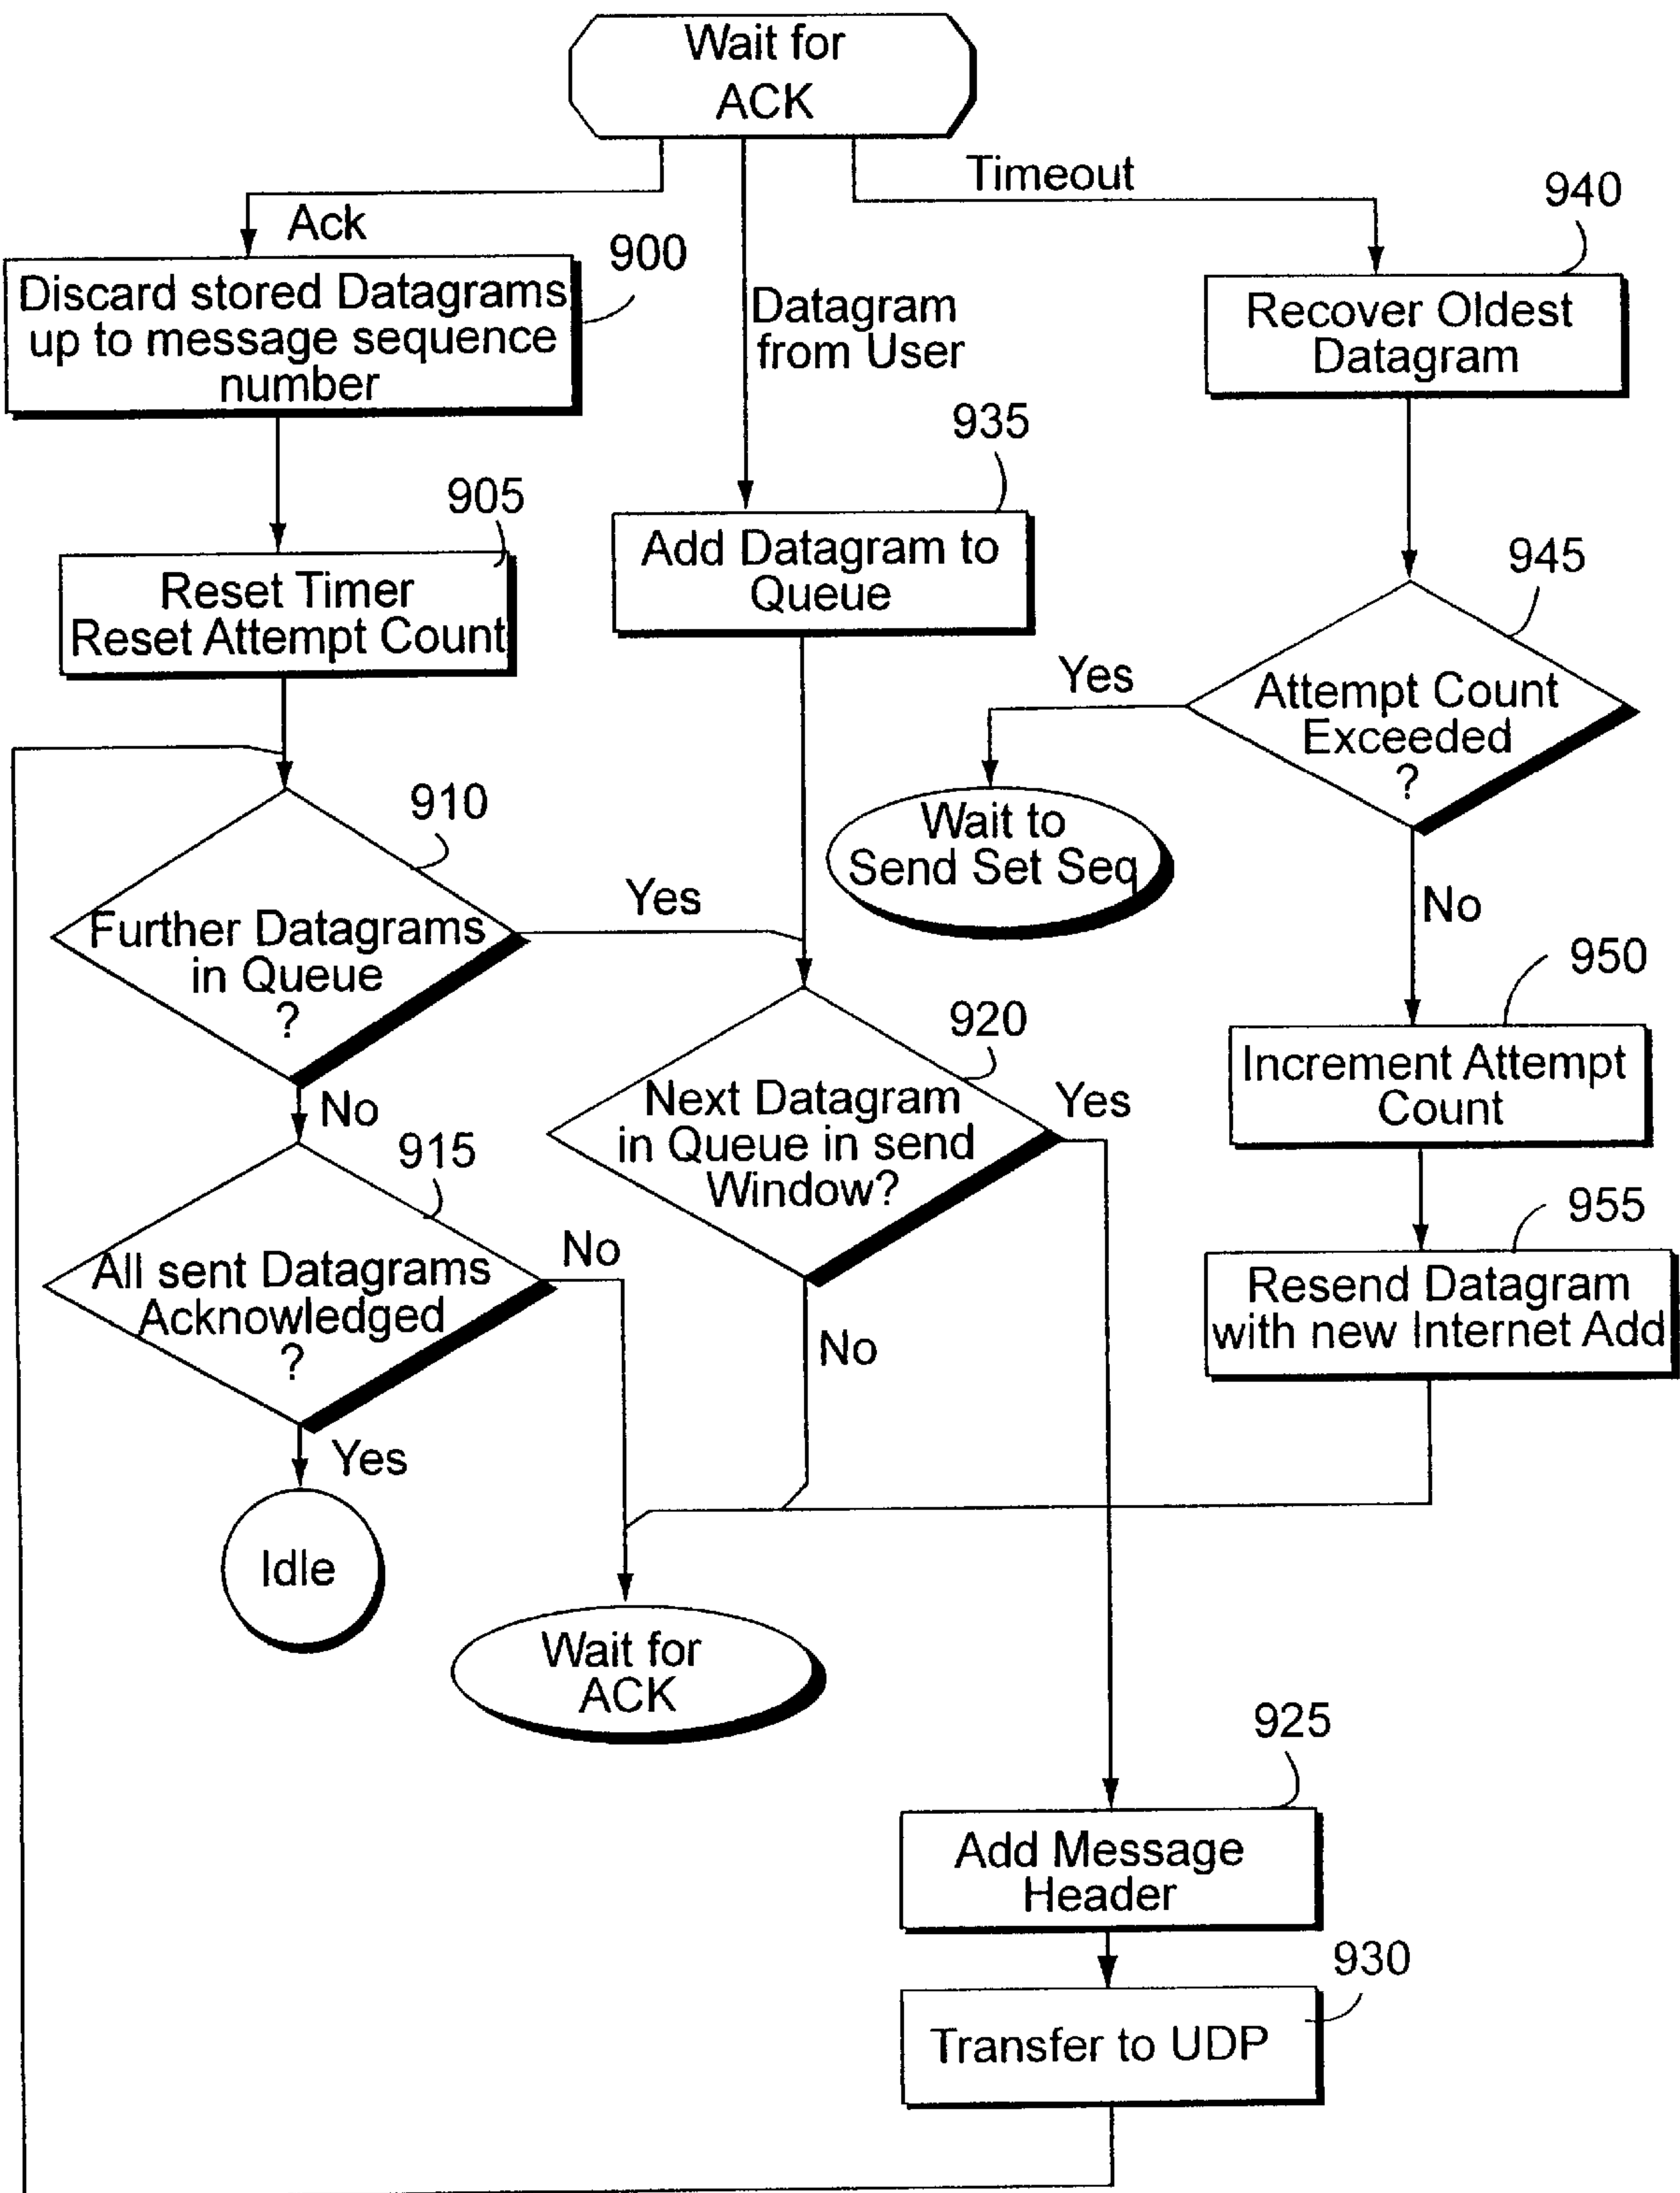 Wait for
ACK
Timeout
940
Ack
900
Discard stored Datagrams
up to message sequence
number
Datagram
from User
Recover Oldest
Datagram
935
905
Add Datagram to
Queue
945
Reset Timer
Reset Attempt Count
Yes
Attempt Count
Exceeded
?
910
Wait to
Send Set Seq
Yes
No
Further Datagrams
in Queue
?
950
920
Increment Attempt
Count
No
Next Datagram
in Queue in send
Window?
Yes
915
955
No
All sent Datagrams
Acknowledged
?
Resend Datagram
with new Internet Add
No
Yes
Idle
Wait for
ACK
925
Add Message
Header
930
Transfer to UDP